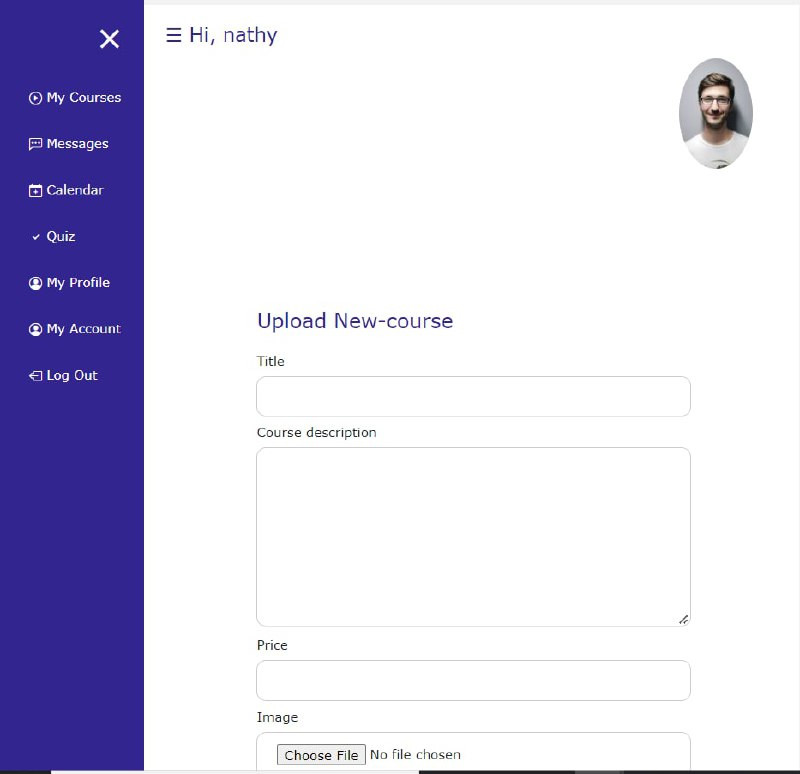 ☰ Hi, nathy
My Courses
Messages
Calendar
Quiz
My Profile
My Account
Log Out
Upload New-course
Title
Course description
Price
Image
Choose File No file chosen